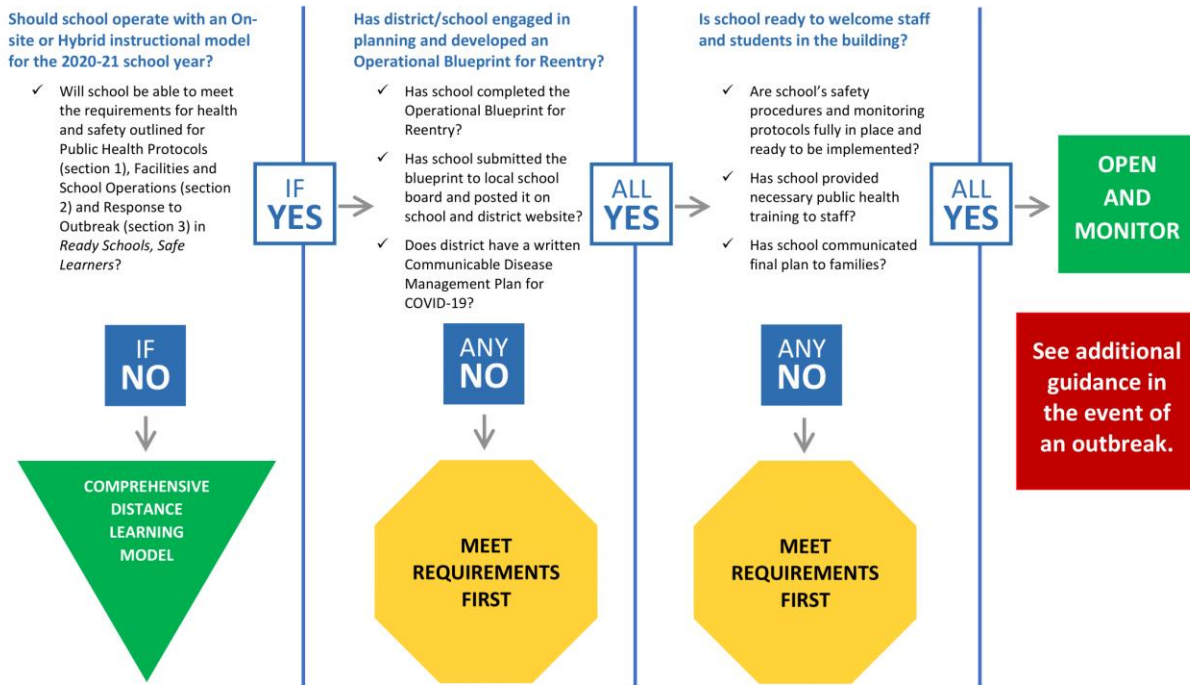 Should school operate with an On-
site or Hybrid instructional model
for the 2020-21 school year?
✓ Will school be able to meet
the requirements for health
and safety outlined for
Public Health Protocols
(section 1), Facilities and
School Operations (section
2) and Response to
Outbreak (section 3) in
Ready Schools, Safe
Learners?
IF
YES
IF
NO
COMPREHENSIVE
DISTANCE
LEARNING
MODEL
Has district/school engaged in
planning and developed an
Operational Blueprint for Reentry?
✓ Has school completed the
Operational Blueprint for
Reentry?
✓ Has school submitted the
blueprint to local school
board and posted it on
school and district website?
✓ Does district have a written
Communicable Disease
Management Plan for
COVID-19?
ALL
YES
ANY
NO
MEET
REQUIREMENTS
FIRST
Is school ready to welcome staff
and students in the building?
✓ Are school’s safety
procedures and monitoring
protocols fully in place and
ready to be implemented?
✓ Has school provided
necessary public health
training to staff?
✓ Has school communicated
final plan to families?
ALL
YES
ANY
NO
MEET
REQUIREMENTS
FIRST
OPEN
AND
MONITOR
See additional
guidance in
the event of
an outbreak.